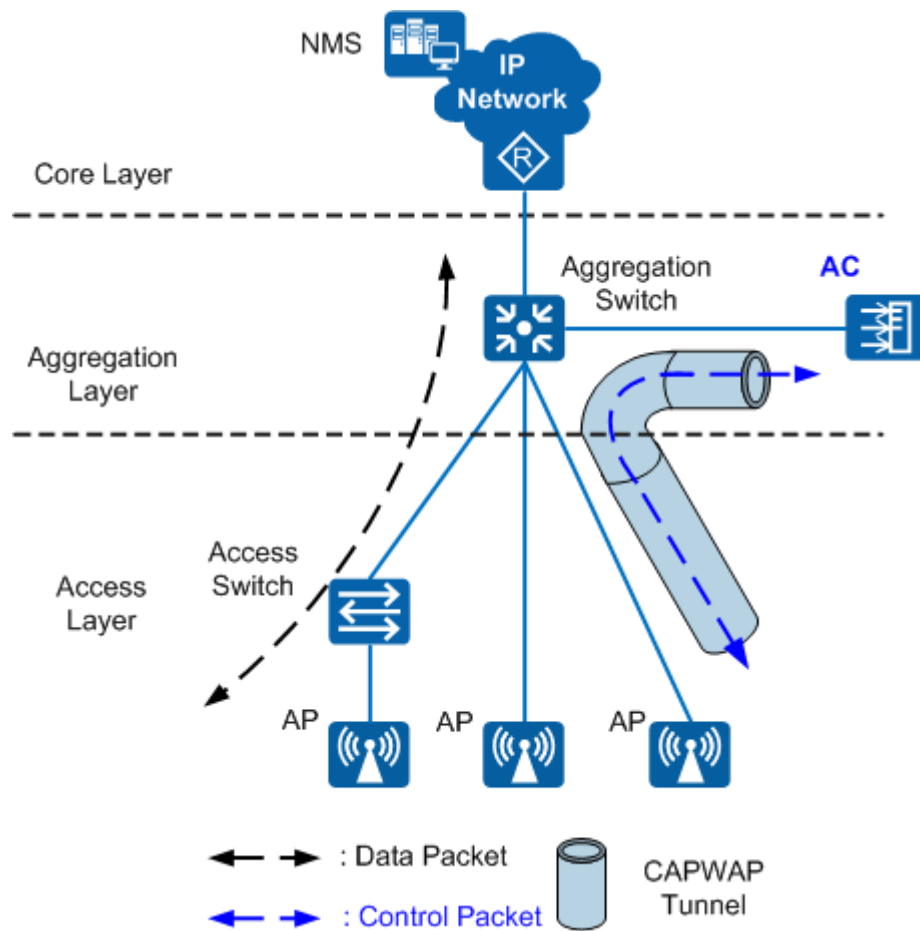 NMS
IP
Network
R
Core Layer
Aggregation
Switch
AC
Aggregation
Layer
Access
Switch
Access
Layer
AP
AP
AP
: Data Packet
: Control Packet
CAPWAP
Tunnel